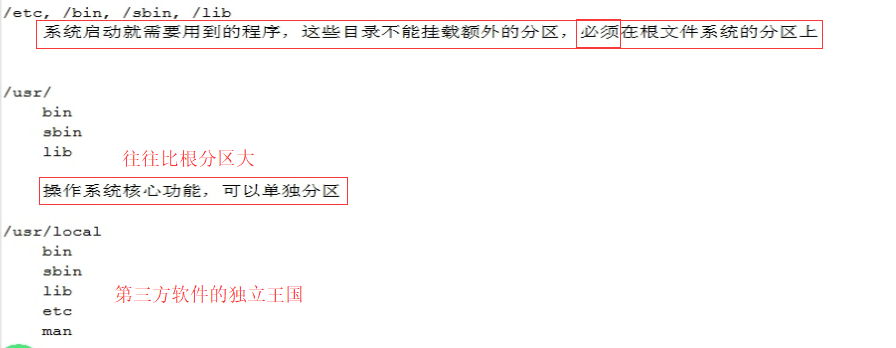 /etc, /bin, /sbin, /lib
系统启动就需要用到的程序，这些目录不能挂载额外的分区，必须在根文件系统的分区上
/usr/
bin
sbin
lib
往往比根分区大
操作系统核心功能，可以单独分区
/usr/local
bin
sbin
lib
第三方软件的独立王国
etc
man